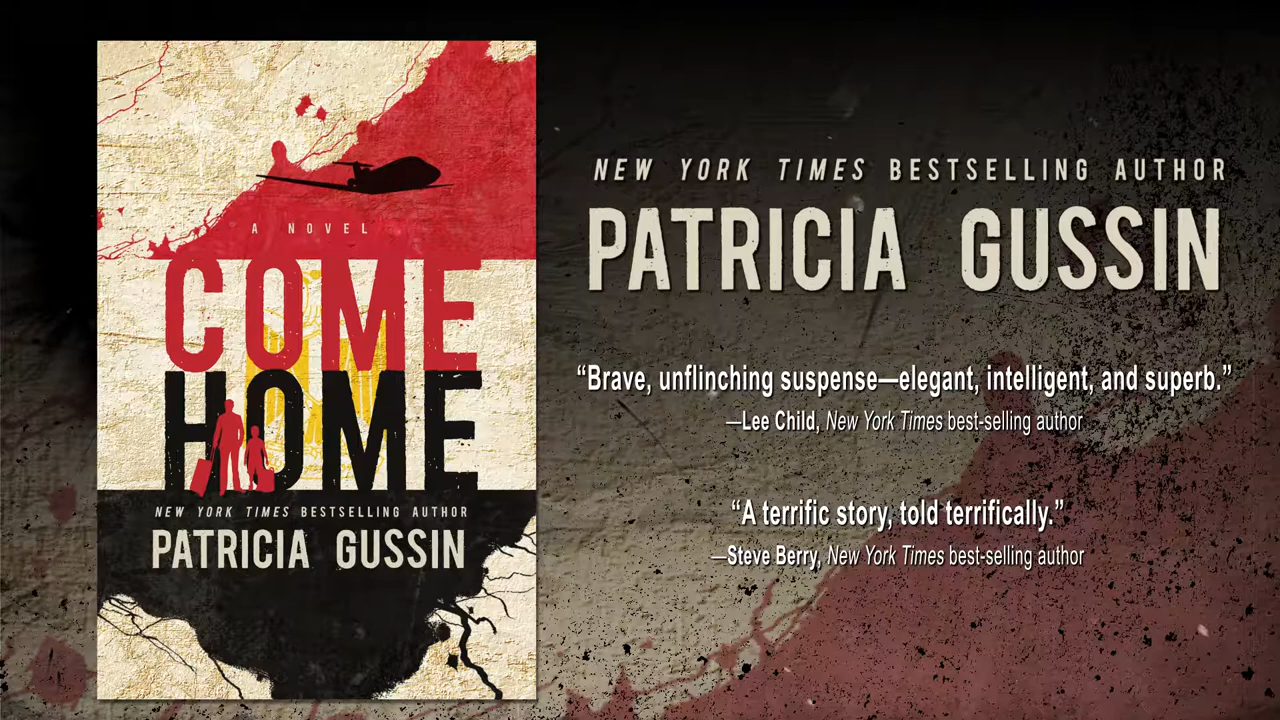 A NOVEL
COME
HOME
NEW YORK TIMES BESTSELLING AUTHOR
PATRICIA GUSSIN
NEW YORK TIMES BESTSELLING AUTHOR
PATRICIA GUSSIN
“Brave, unflinching suspense—elegant, intelligent, and superb.”
—Lee Child, New York Times best-selling author
“A terrific story, told terrifically.”
—Steve Berry, New York Times best-selling author